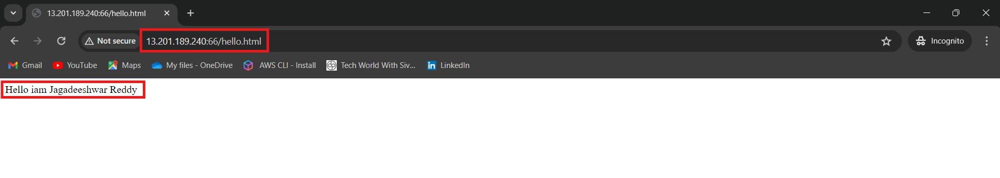 13.201.189.240:66/hello.html
Not secure 13.201.189.240:66/hello.html Incognito
Gmail YouTube Maps My files - OneDrive AWS CLI - Install Tech World With Siv... LinkedIn
Hello iam Jagadeeshwar Reddy